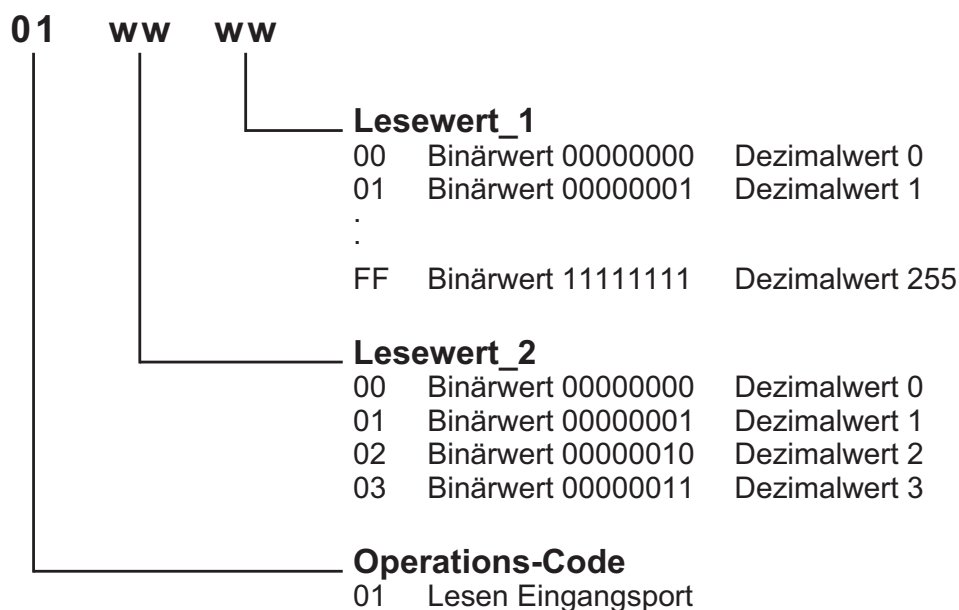 01 ww ww
Lesewert_1
00 Binärwert 00000000 Dezimalwert 0
01 Binärwert 00000001 Dezimalwert 1
.
.
FF Binärwert 11111111 Dezimalwert 255
Lesewert_2
00 Binärwert 00000000 Dezimalwert 0
01 Binärwert 00000001 Dezimalwert 1
02 Binärwert 00000010 Dezimalwert 2
03 Binärwert 00000011 Dezimalwert 3
Operations-Code
01 Lesen Eingangsport